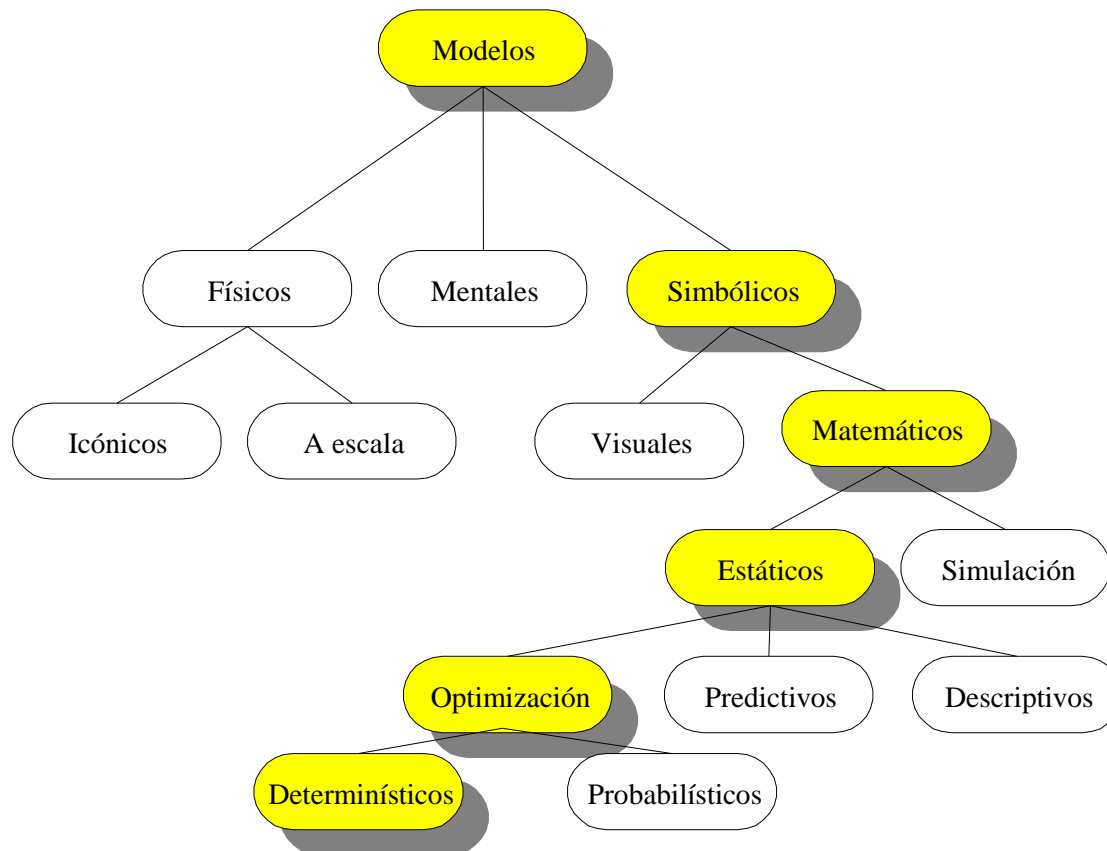 Modelos
Físicos
Mentales
Simbólicos
Icónicos
A escala
Visuales
Matemáticos
Estáticos
Simulación
Optimización
Predictivos
Descriptivos
Determinísticos
Probabilísticos